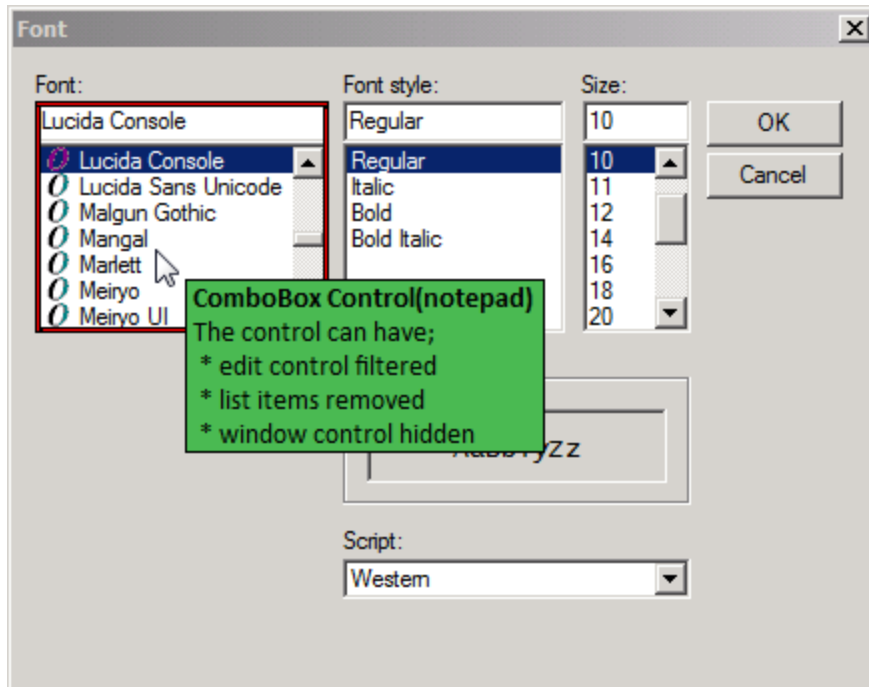 Font
Font:
Font style:
Size:
Lucida Console
Regular
10
OK
Cancel
Lucida Console
Lucida Sans Unicode
Malgun Gothic
Mangal
Marlett
Meiryo
Meiryo UI
Regular
Italic
Bold
Bold Italic
10
11
12
14
16
18
20
ComboBox Control(notepad)
The control can have;
* edit control filtered
* list items removed
* window control hidden
Script:
Western